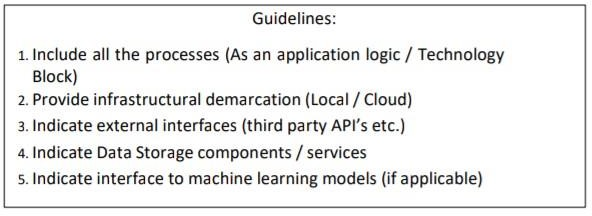 Guidelines:
1. Include all the processes (As an application logic / Technology
Block)
2. Provide infrastructural demarcation (Local / Cloud)
3. Indicate external interfaces (third party API’s etc.)
4. Indicate Data Storage components / services
5. Indicate interface to machine learning models (if applicable)